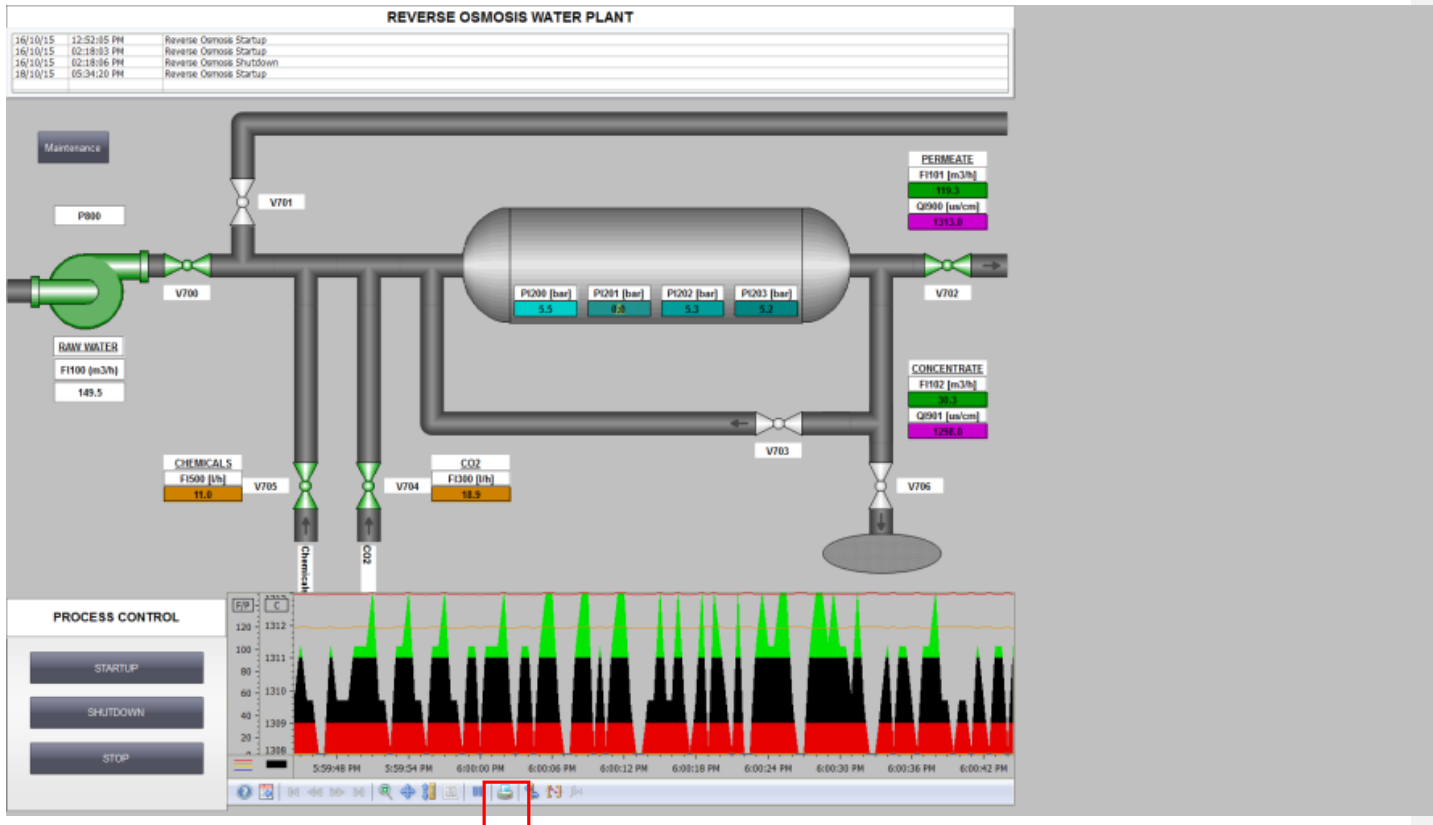 REVERSE OSMOSIS WATER PLANT
16/10/15 12:52:05 PM Reverse Osmosis Startup
16/10/15 02:18:03 PM Reverse Osmosis Startup
16/10/15 02:18:06 PM Reverse Osmosis Shutdown
18/10/15 05:34:20 PM Reverse Osmosis Startup
Maintenance
P800
V701
V700
RAW WATER
FI100 (m3/h)
149.5
PI200 [bar] PI201 [bar] PI202 [bar] PI203 [bar]
5.5 0.0 5.3 5.2
PERMEATE
FI101 [m3/h]
119.3
QI900 [us/cm]
1313.0
V702
CONCENTRATE
FI102 [m3/h]
30.3
QI901 [us/cm]
1298.0
V703
CHEMICALS
FI500 [l/h]
11.0
V705
V704
CO2
FI300 [l/h]
18.9
V706
Chemicals
CO2
PROCESS CONTROL
STARTUP
SHUTDOWN
STOP
F/P C
120 1312
100 1311
80
60 1310
40 1309
20
1308
5:59:48 PM 5:59:54 PM 6:00:00 PM 6:00:06 PM 6:00:12 PM 6:00:18 PM 6:00:24 PM 6:00:30 PM 6:00:36 PM 6:00:42 PM